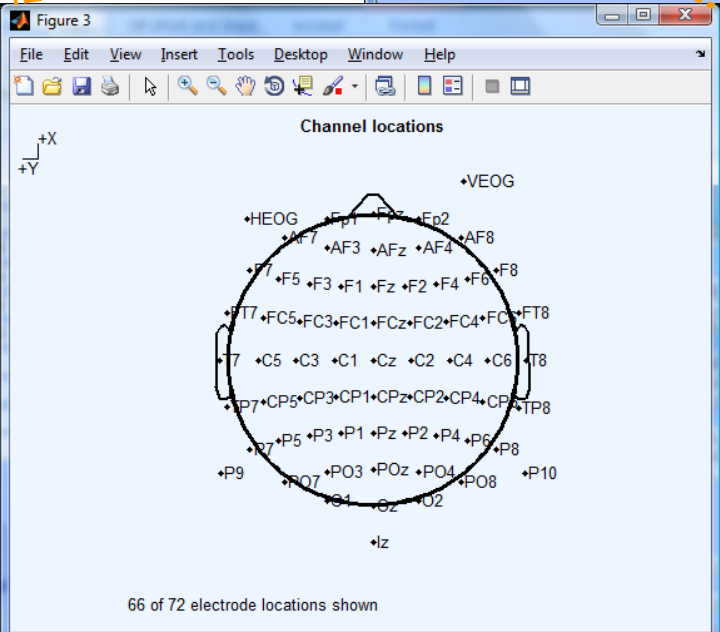 Figure 3
File Edit View Insert Tools Desktop Window Help
Channel locations
+X
+Y
VEOG
HEOG Fp1 Fpz Fp2
AF7 AF3 AFz AF4 AF8
F7 F5 F3 F1 Fz F2 F4 F6 F8
FT7 FC5 FC3 FC1 FCz FC2 FC4 FC6 FT8
T7 C5 C3 C1 Cz C2 C4 C6 T8
TP7 CP5 CP3 CP1 CPz CP2 CP4 CP6 TP8
P7 P5 P3 P1 Pz P2 P4 P6 P8
P9 PO7 PO3 POz PO4 PO8 P10
O1 Oz O2
Iz
66 of 72 electrode locations shown